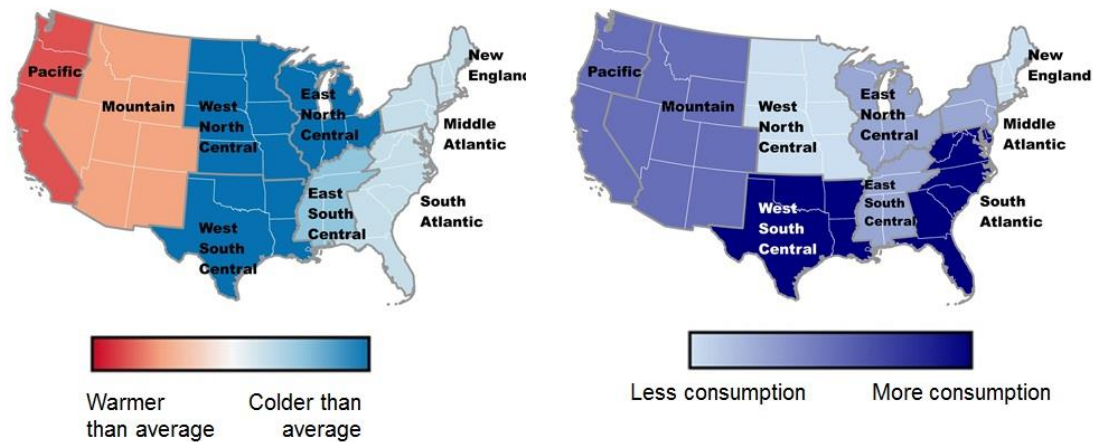 Pacific
Mountain
West
North
Central
East
North
Central
New
England
Middle
Atlantic
East
South
Central
South
Atlantic
West
South
Central
Warmer
than average
Colder than
average
Pacific
Mountain
West
North
Central
East
North
Central
New
England
Middle
Atlantic
East
South
Central
South
Atlantic
West
South
Central
Less consumption
More consumption